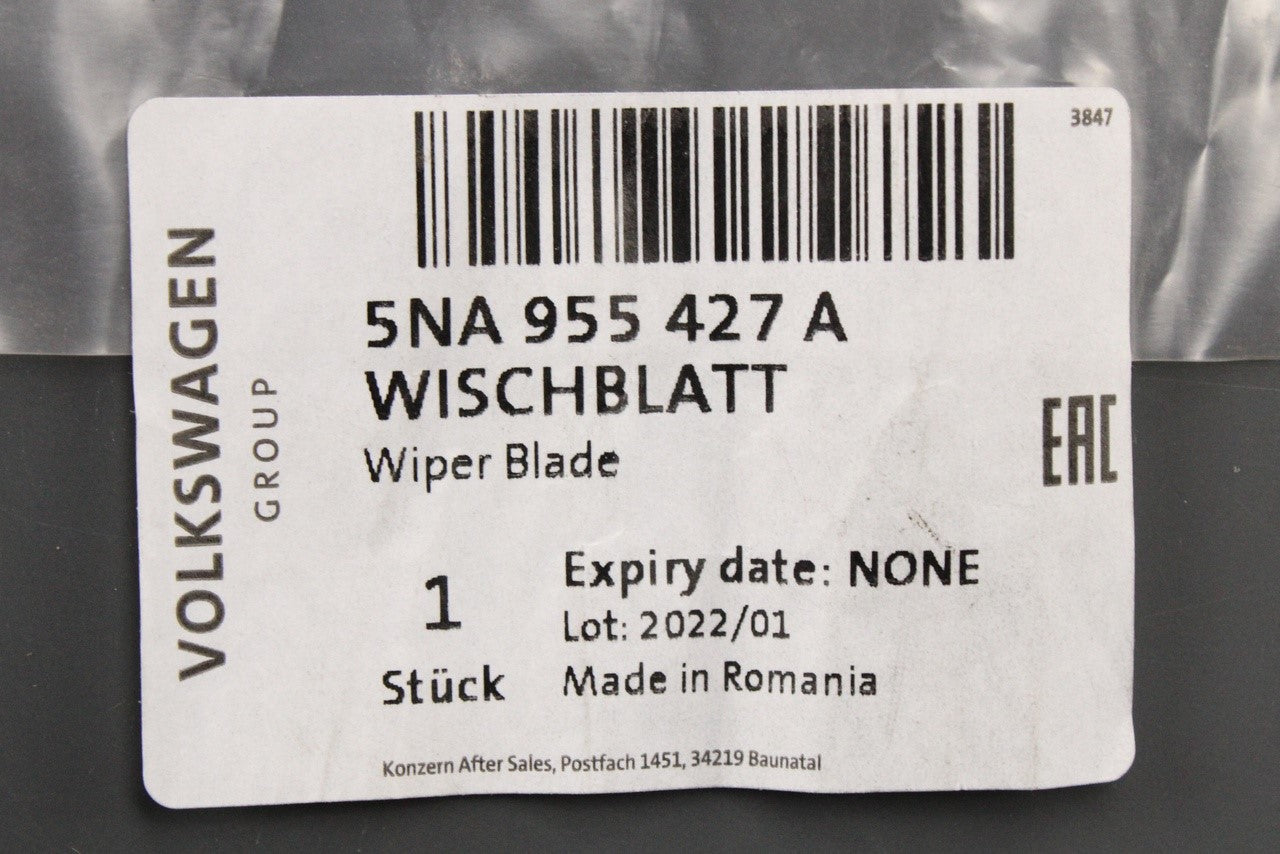 3847
5NA 955 427 A
WISCHBLATT
Wiper Blade
VOLKSWAGEN
GROUP
EAC
1
Stück
Expiry date: NONE
Lot: 2022/01
Made in Romania
Konzern After Sales, Postfach 1451, 34219 Baunatal